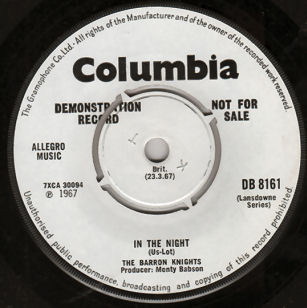 The Gramophone Co. Ltd. · All rights of the Manufacturer and of the owner of the recorded work reserved.
Columbia
DEMONSTRATION RECORD
NOT FOR SALE
ALLEGRO MUSIC
Brit.
(23.3.67)
7XCA 30094
℗ 1967
DB 8161
(Lansdowne Series)
IN THE NIGHT
(Us-Lot)
THE BARRON KNIGHTS
Producer: Monty Babson
Unauthorised public performance, broadcasting and copying of this record prohibited